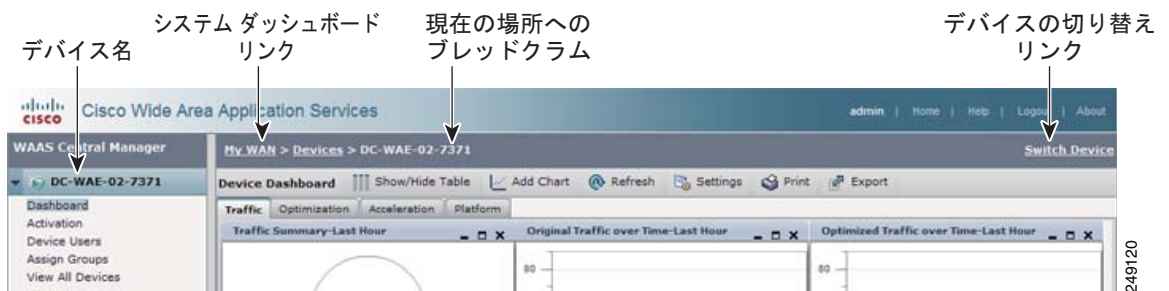 システム ダッシュボード
リンク
現在の場所への
ブレッドクラム
デバイスの切り替え
リンク
デバイス名
CISCO Cisco Wide Area Application Services
admin | Home | Help | Logout | About
WAAS Central Manager
My WAN > Devices > DC-WAE-02-7371
Switch Device
DC-WAE-02-7371
Device Dashboard Show/Hide Table Add Chart Refresh Settings Print Export
Dashboard
Activation
Device Users
Assign Groups
View All Devices
Traffic Optimization Acceleration Platform
Traffic Summary-Last Hour
Original Traffic over Time-Last Hour
Optimized Traffic over Time-Last Hour
80
80
249120